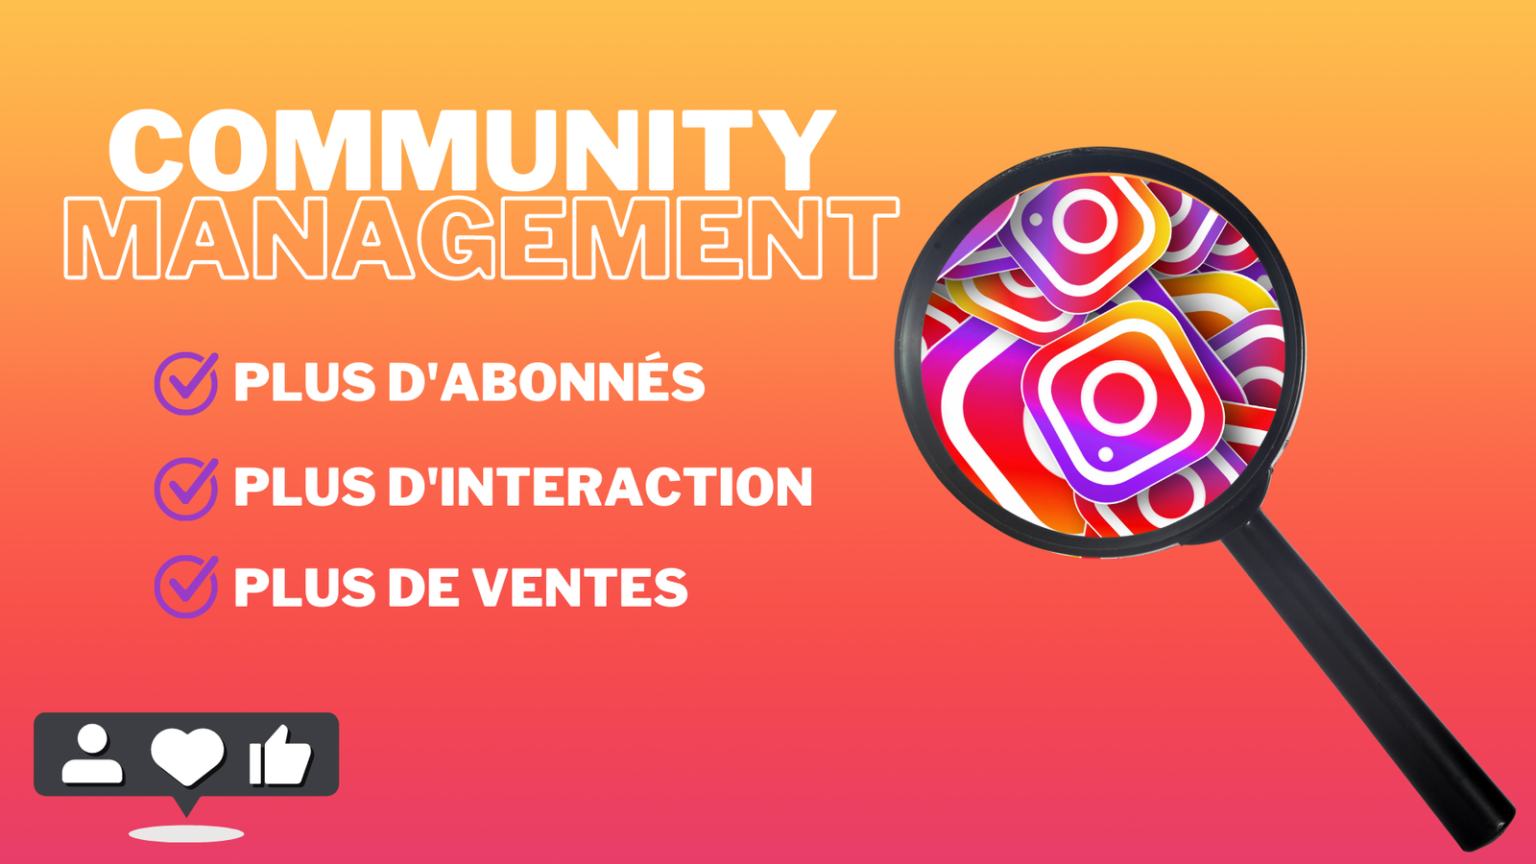 COMMUNITY
MANAGEMENT
PLUS D'ABONNÉS
PLUS D'INTERACTION
PLUS DE VENTES